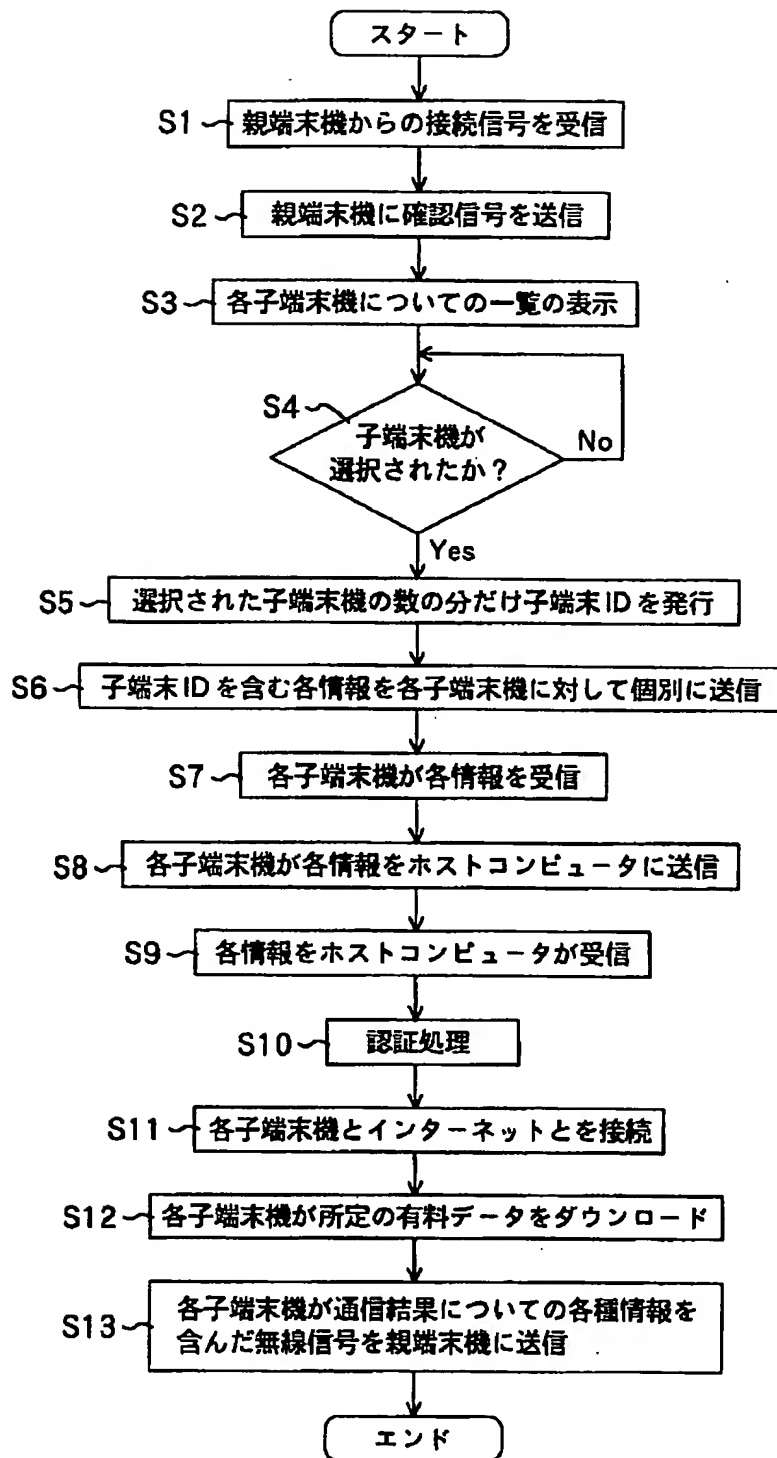 スタート
S1
親端末機からの接続信号を受信
S2
親端末機に確認信号を送信
S3
各子端末機についての一覧の表示
S4
子端末機が
選択されたか？
No
Yes
S5
選択された子端末機の数の分だけ子端末IDを発行
S6
子端末IDを含む各情報を各子端末機に対して個別に送信
S7
各子端末機が各情報を受信
S8
各子端末機が各情報をホストコンピュータに送信
S9
各情報をホストコンピュータが受信
S10
認証処理
S11
各子端末機とインターネットとを接続
S12
各子端末機が所定の有料データをダウンロード
S13
各子端末機が通信結果についての各種情報を
含んだ無線信号を親端末機に送信
エンド